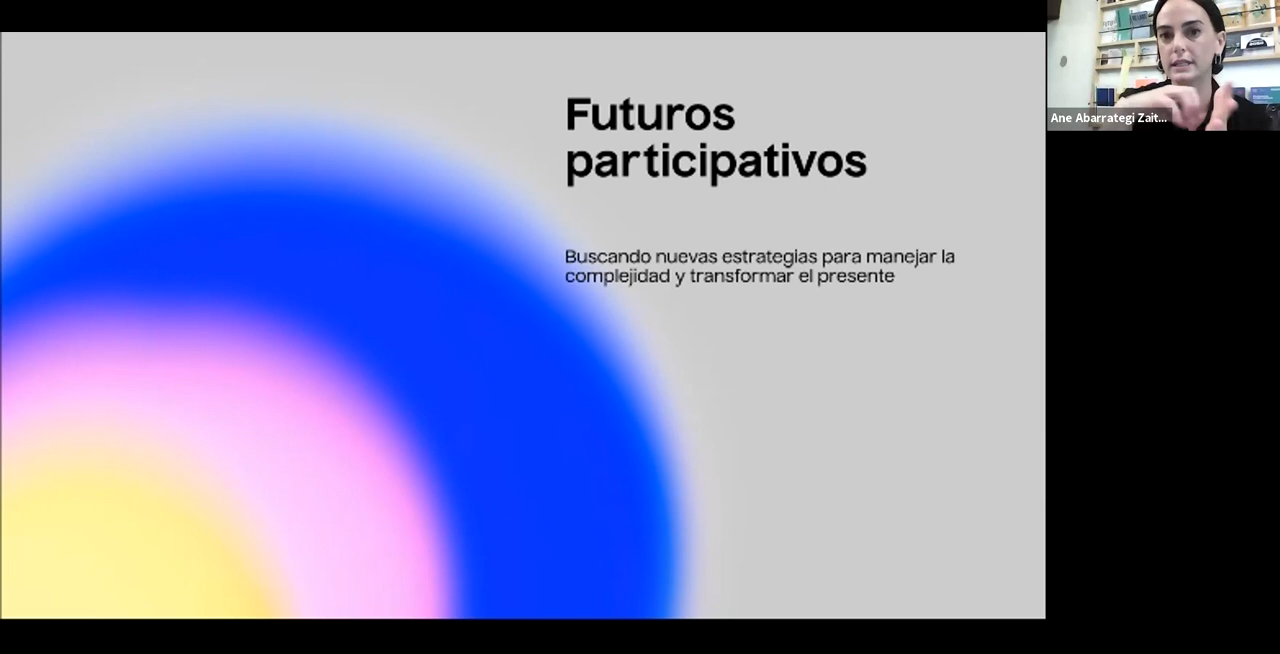 Futuros
participativos
Buscando nuevas estrategias para manejar la
complejidad y transformar el presente
Ane Abarrategi Zait...